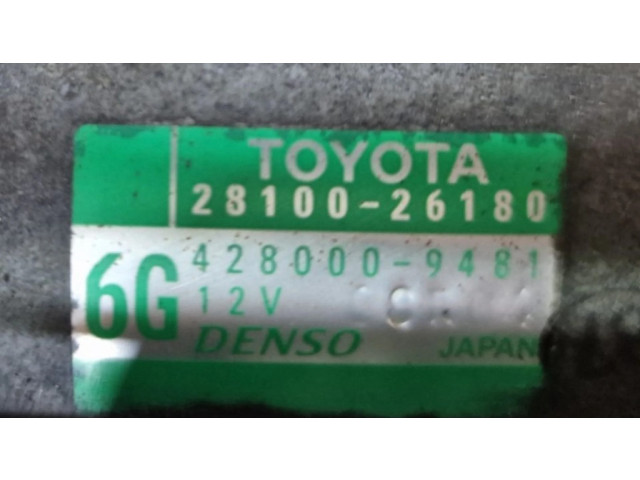 TOYOTA
28100-26180
428000-9481
6G 12V
DENSO JAPAN